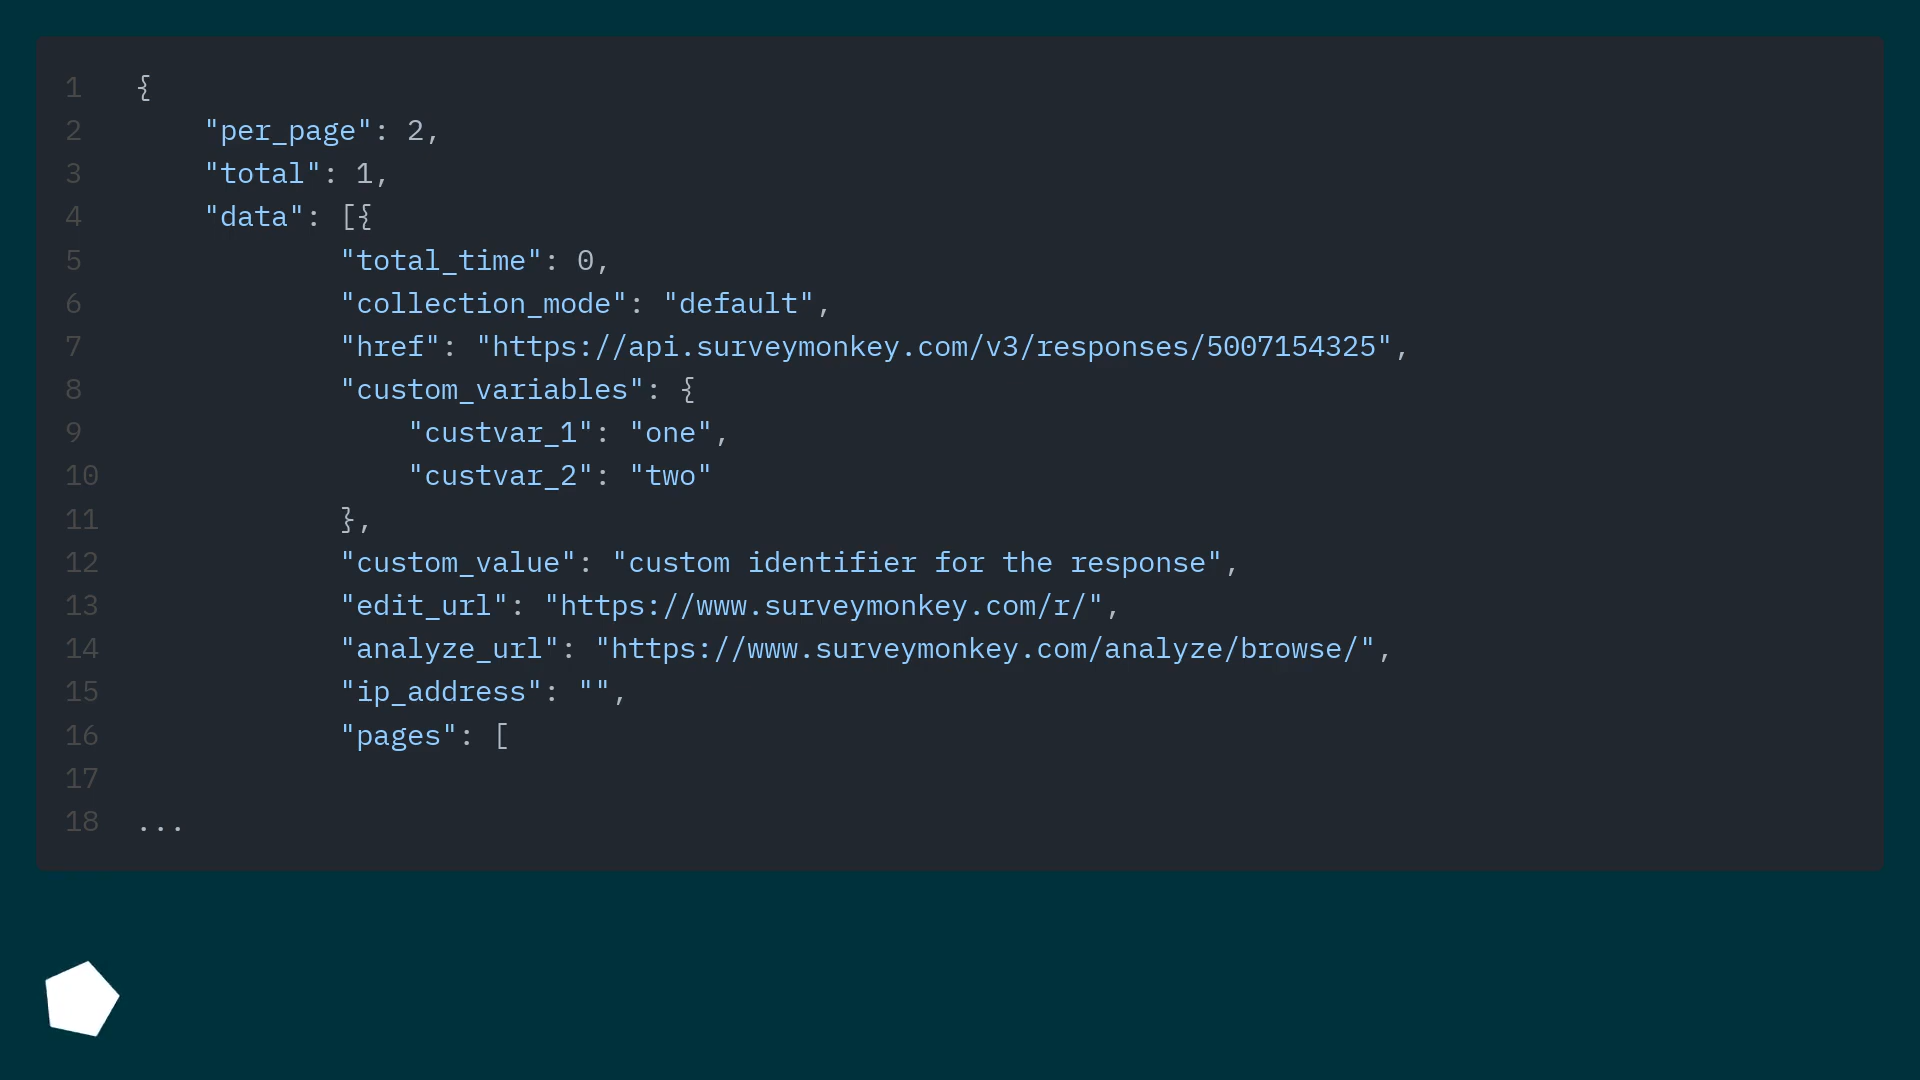 1 {
2 "per_page": 2,
3 "total": 1,
4 "data": [{
5 "total_time": 0,
6 "collection_mode": "default",
7 "href": "https://api.surveymonkey.com/v3/responses/5007154325",
8 "custom_variables": {
9 "custvar_1": "one",
10 "custvar_2": "two"
11 },
12 "custom_value": "custom identifier for the response",
13 "edit_url": "https://www.surveymonkey.com/r/",
14 "analyze_url": "https://www.surveymonkey.com/analyze/browse/",
15 "ip_address": "",
16 "pages": [
17
18 ...